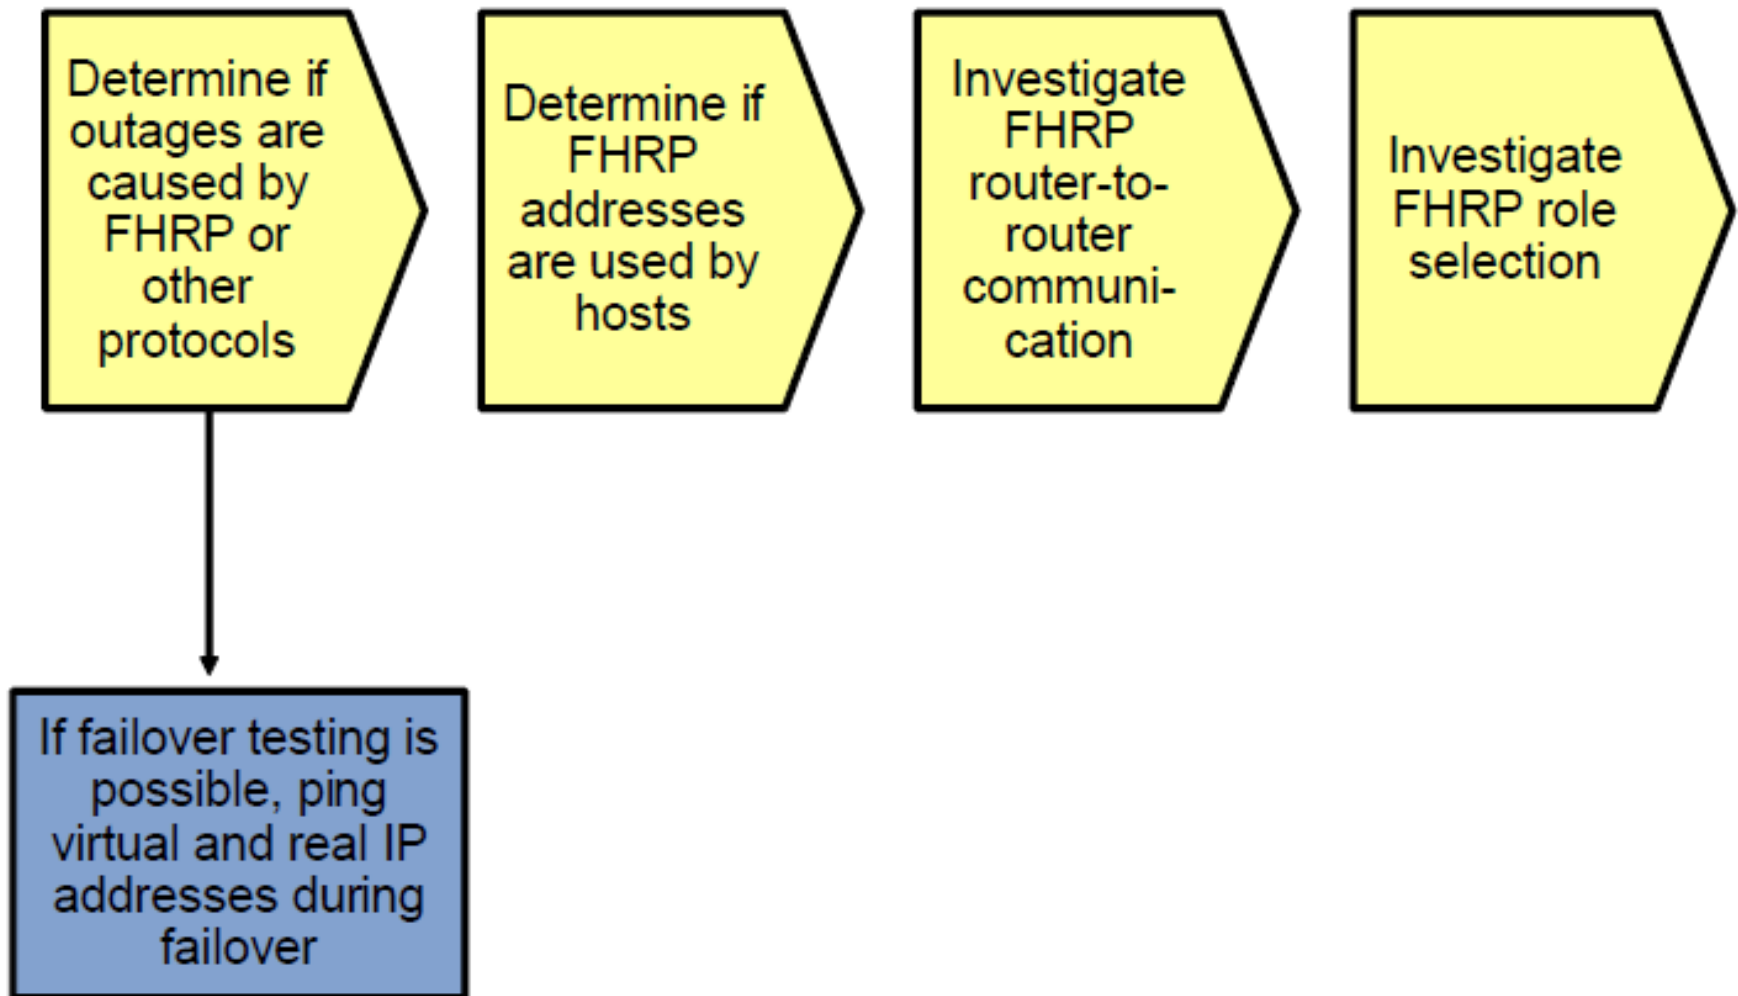 Determine if
outages are
caused by
FHRP or
other
protocols
Determine if
FHRP
addresses
are used by
hosts
Investigate
FHRP
router-to-
router
communi-
cation
Investigate
FHRP role
selection
If failover testing is
possible, ping
virtual and real IP
addresses during
failover